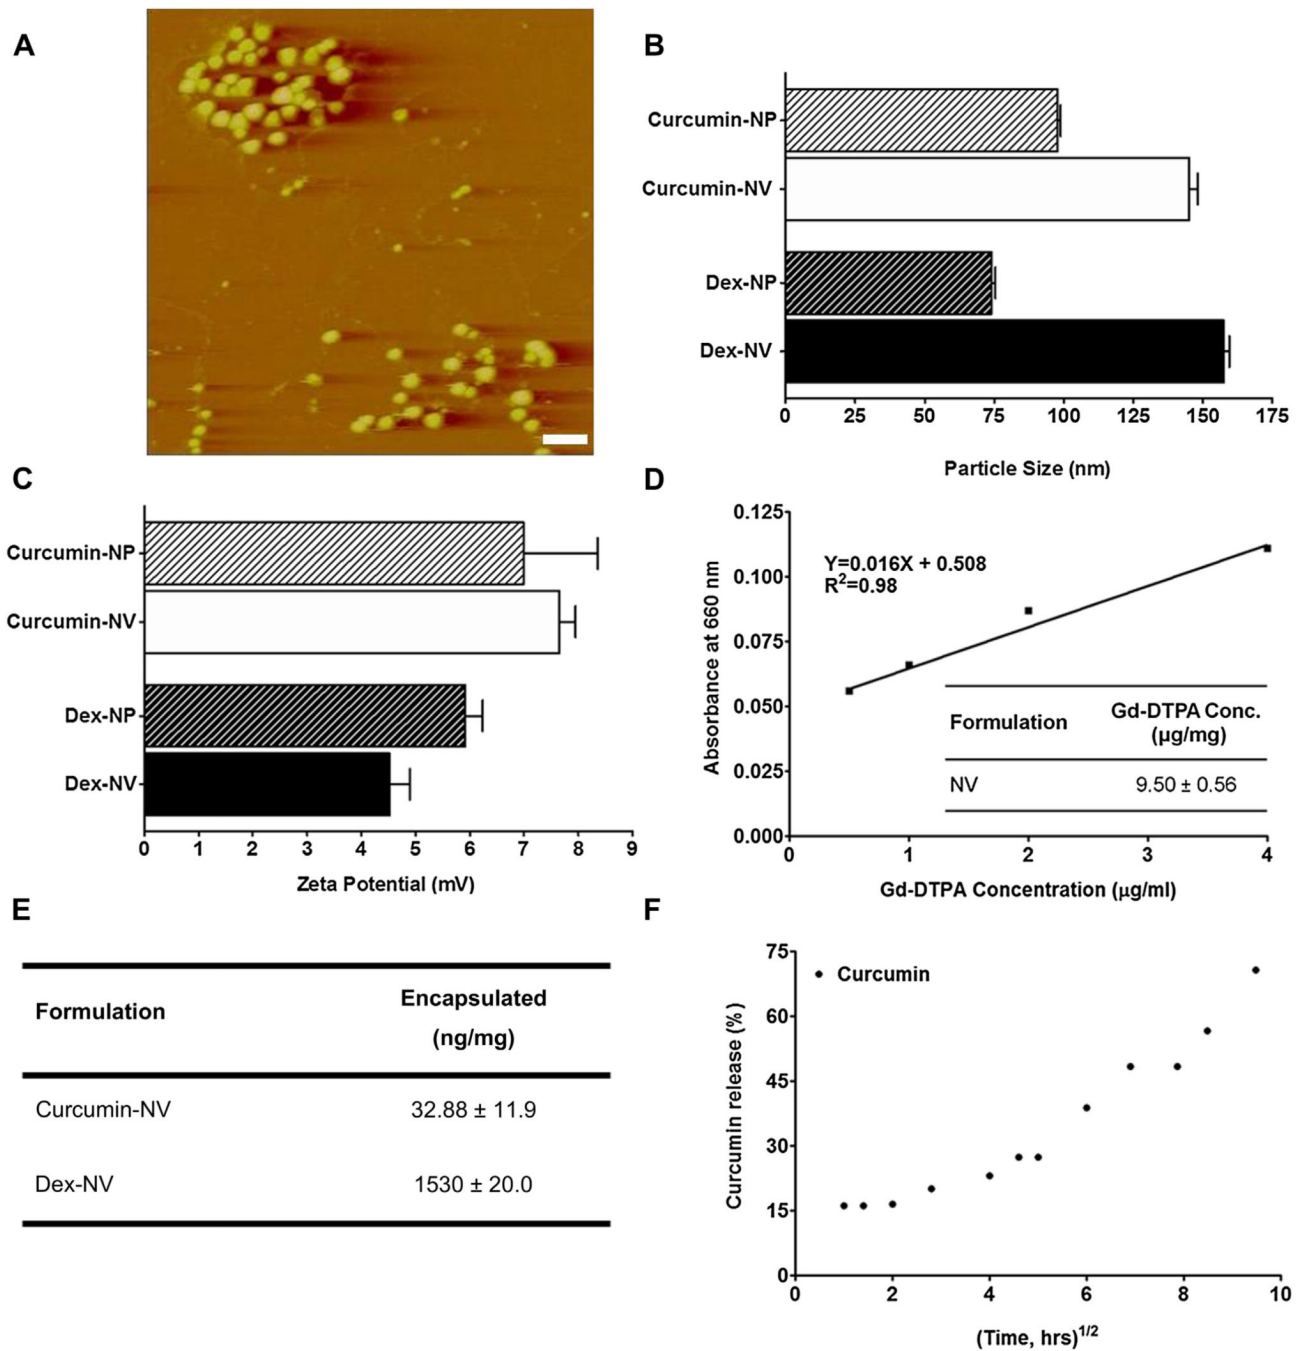 A
B
Curcumin-NP
Curcumin-NV
Dex-NP
Dex-NV
0 25 50 75 100 125 150 175
Particle Size (nm)
C
Curcumin-NP
Curcumin-NV
Dex-NP
Dex-NV
0 1 2 3 4 5 6 7 8 9
Zeta Potential (mV)
D
Absorbance at 660 nm
0.125
0.100
0.075
0.050
0.025
0.000
Y=0.016X + 0.508
R²=0.98
Formulation Gd-DTPA Conc.
(µg/mg)
NV 9.50 ± 0.56
0 1 2 3 4
Gd-DTPA Concentration (µg/ml)
E
Formulation Encapsulated
(ng/mg)
Curcumin-NV 32.88 ± 11.9
Dex-NV 1530 ± 20.0
F
Curcumin release (%)
75
60
45
30
15
0
Curcumin
0 2 4 6 8 10
(Time, hrs)^1/2